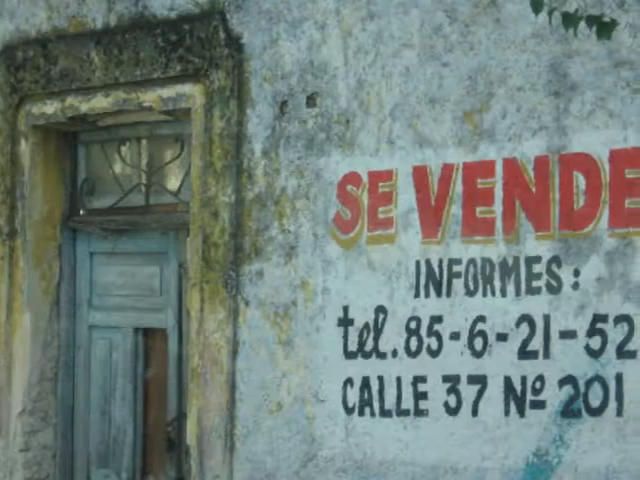 SE VENDE
INFORMES:
tel. 85-6-21-52
CALLE 37 Nº 201